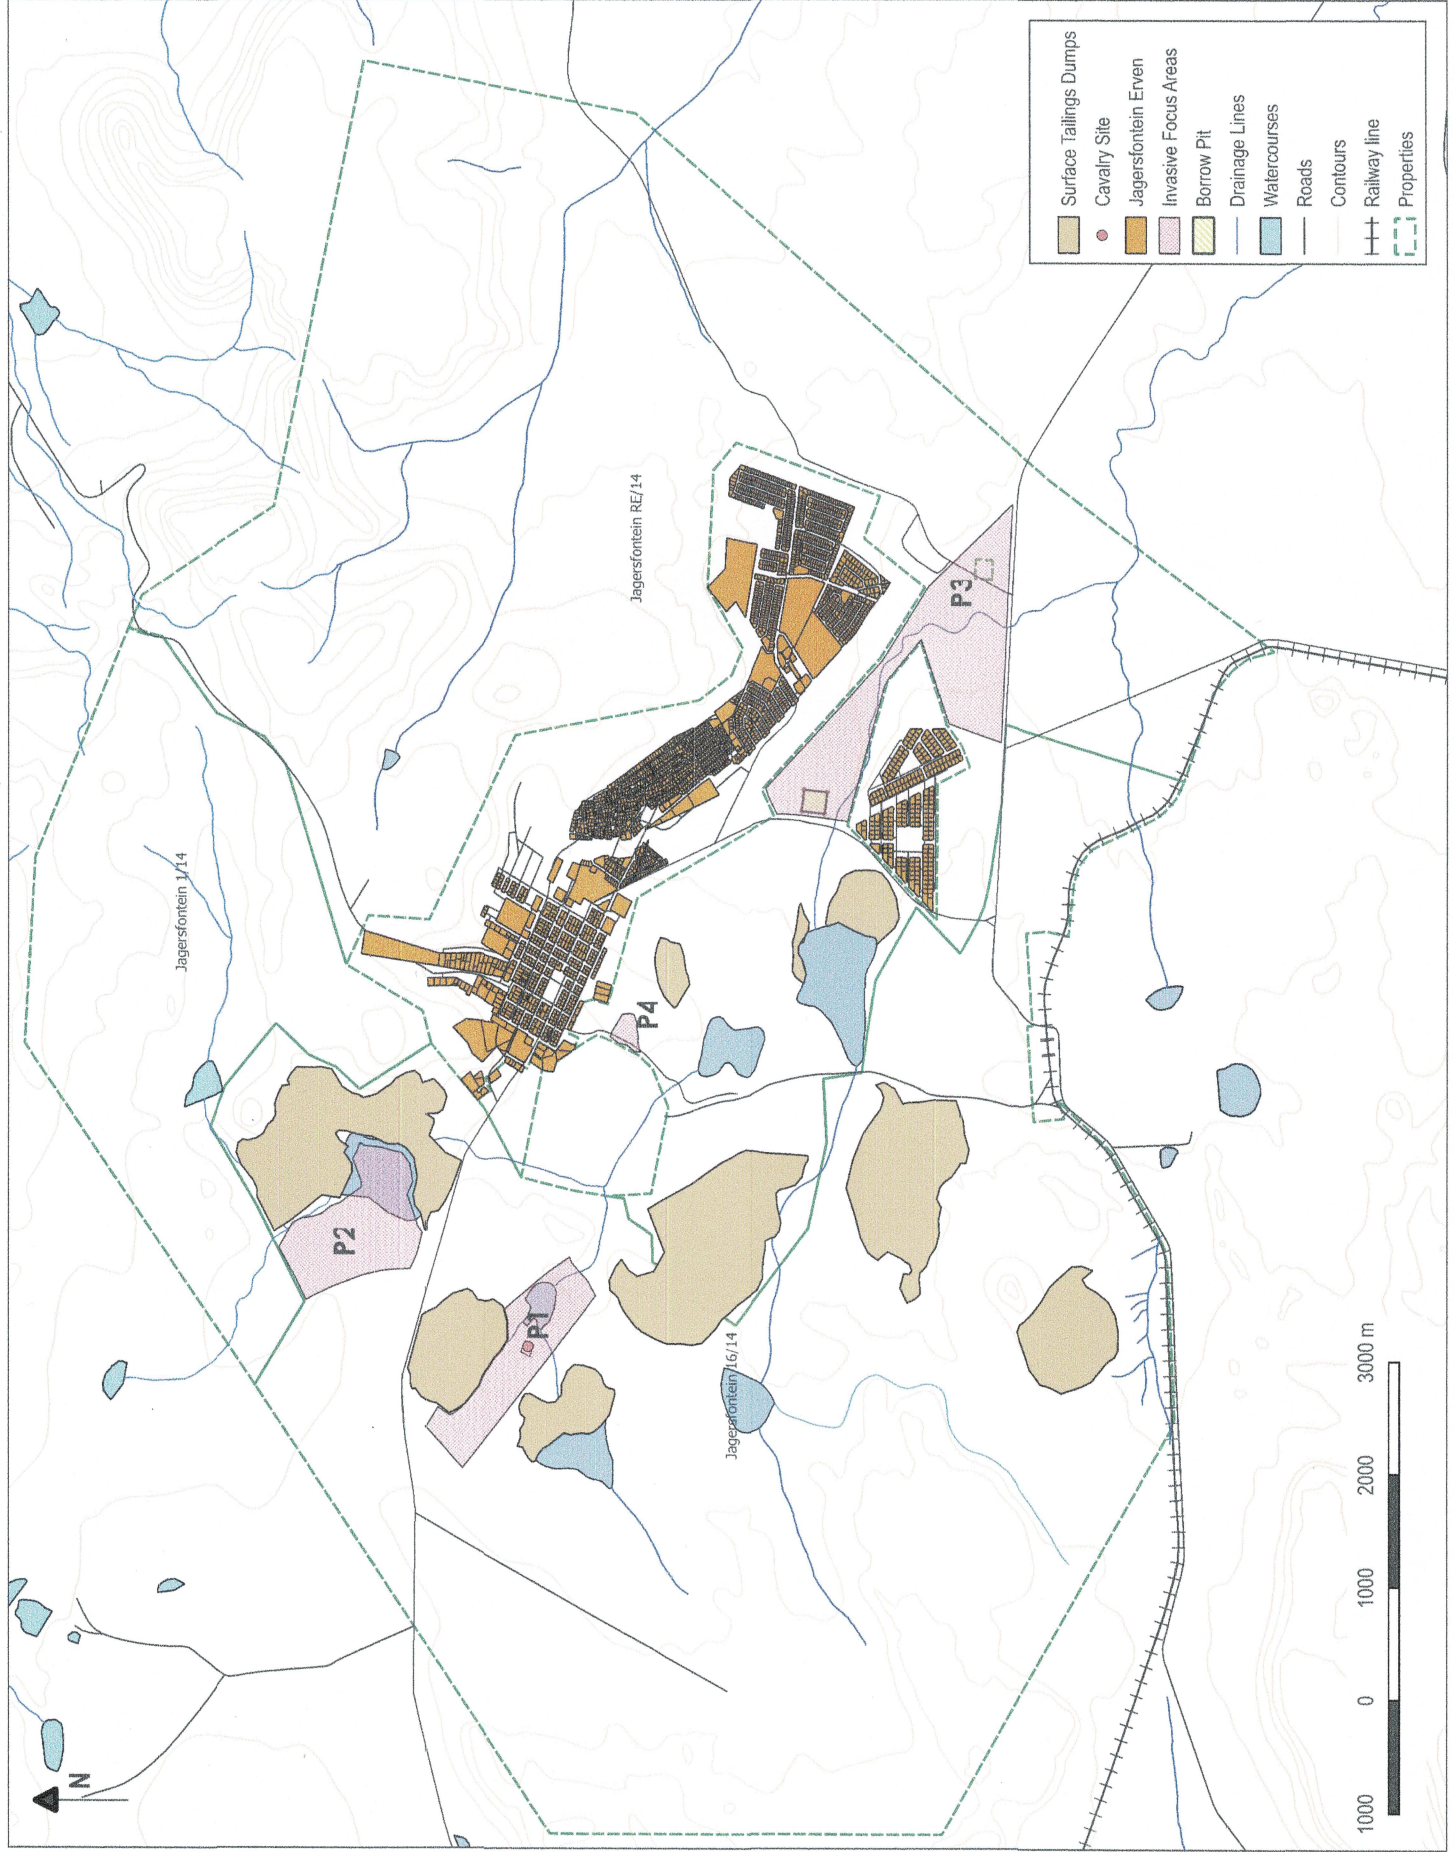 Surface Tailings Dumps
Cavalry Site
Jagersfontein Erven
Invasive Focus Areas
Borrow Pit
Drainage Lines
Watercourses
Roads
Contours
Railway line
Properties
Jagersfontein 1/14
Jagersfontein RE/14
Jagersfontein 16/14
P1
P2
P3
P4
N
1000
0
1000
2000
3000 m